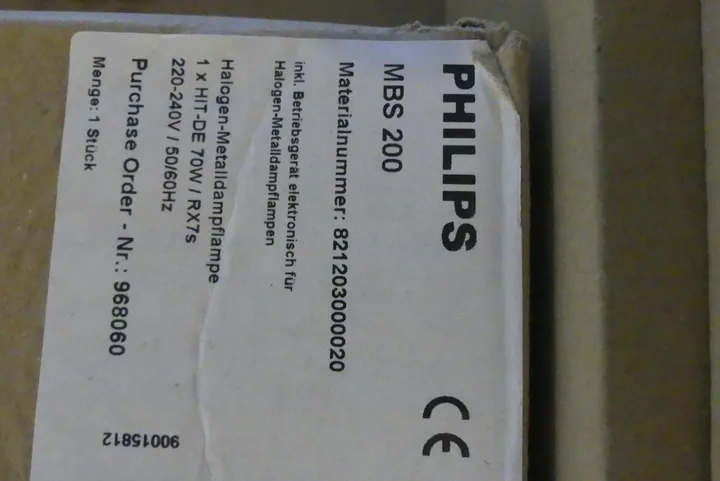 PHILIPS
CE
MBS 200
Materialnummer: 821203000020
inkl. Betriebsgerät elektronisch für
Halogen-Metalldampflampen
Halogen-Metalldampflampe
1 x HIT-DE 70W / RX7s
220-240V / 50/60Hz
Purchase Order - Nr.: 968060
Menge: 1 Stück
90015812